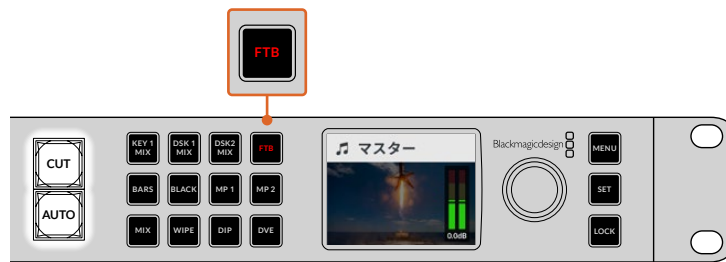 FTB
CUT
AUTO
KEY 1
MIX
DSK 1
MIX
DSK2
MIX
FTB
BARS
BLACK
MP 1
MP 2
MIX
WIPE
DIP
DVE
マスター
0.0dB
Blackmagicdesign
MENU
SET
LOCK